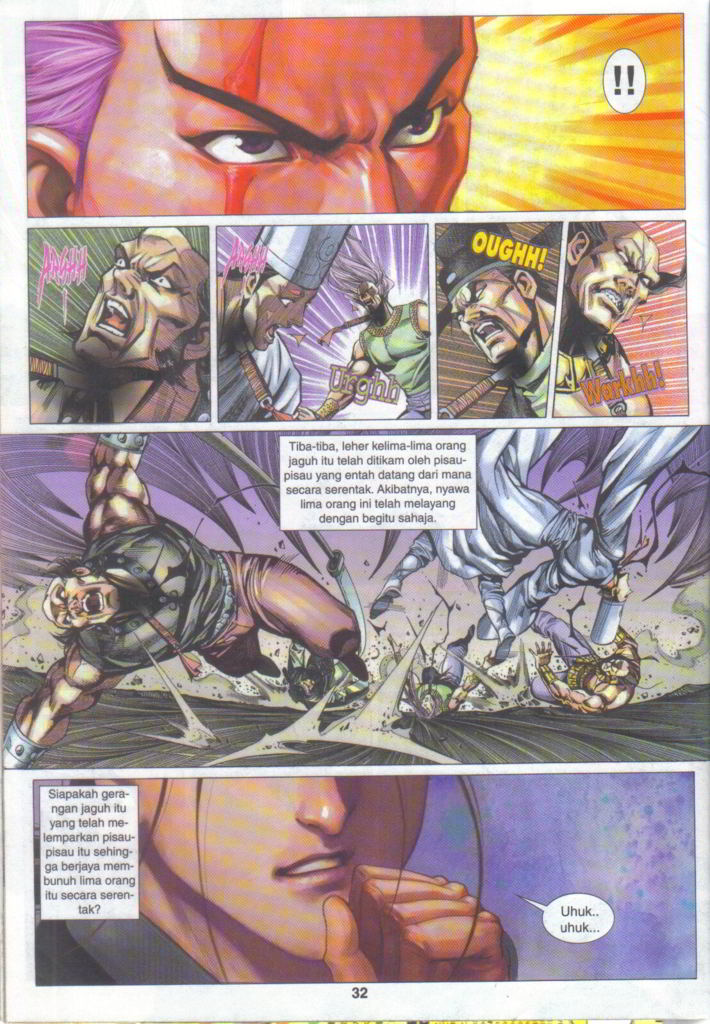 !!
ARGHH
ARGHH
Urghh
OUGHH!
Warkhh!
Tiba-tiba, leher kelima-lima orang
jaguh itu telah ditikam oleh pisau-
pisau yang entah datang dari mana
secara serentak. Akibatnya, nyawa
lima orang ini telah melayang
dengan begitu sahaja.
Siapakah gera-
ngan jaguh itu
yang telah me-
lemparkan pisau-
pisau itu sehing-
ga berjaya mem-
bunuh lima orang
itu secara seren-
tak?
Uhuk..
uhuk...
32